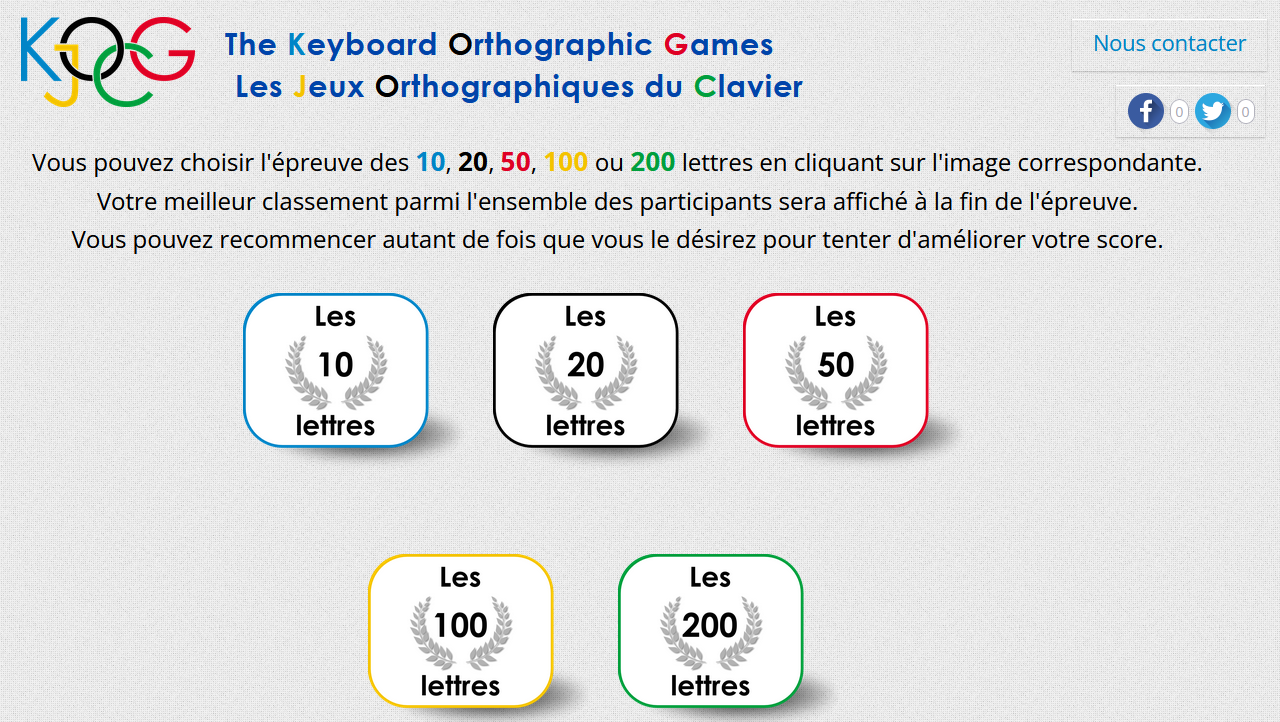 KJOCG
The Keyboard Orthographic Games
Les Jeux Orthographiques du Clavier
Nous contacter
0 0
Vous pouvez choisir l'épreuve des 10, 20, 50, 100 ou 200 lettres en cliquant sur l'image correspondante.
Votre meilleur classement parmi l'ensemble des participants sera affiché à la fin de l'épreuve.
Vous pouvez recommencer autant de fois que vous le désirez pour tenter d'améliorer votre score.
Les
10
lettres
Les
20
lettres
Les
50
lettres
Les
100
lettres
Les
200
lettres